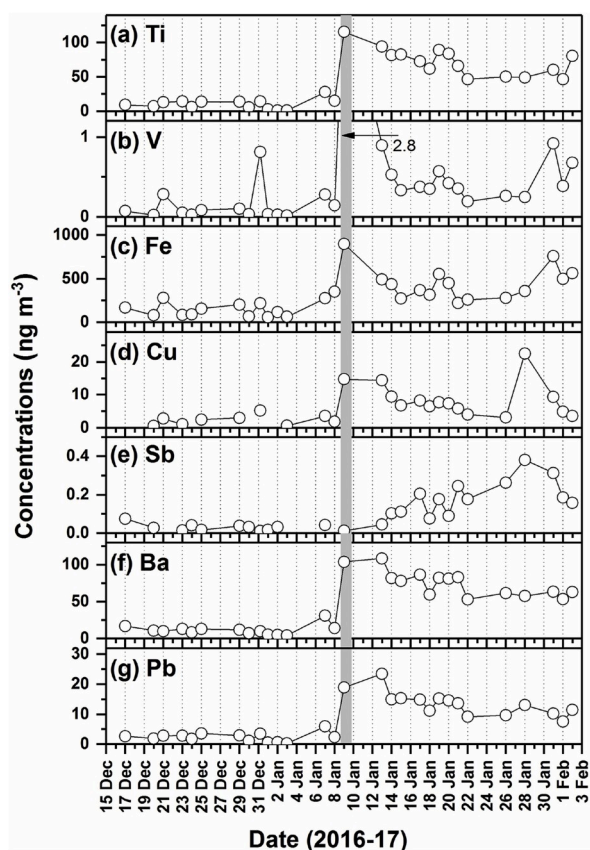 (a) Ti
100
50
0
(b) V
1
0
2.8
(c) Fe
1000
500
0
(d) Cu
20
10
0
(e) Sb
0.4
0.2
0.0
(f) Ba
100
50
0
(g) Pb
30
20
10
0
Concentrations (ng m-3)
15 Dec
17 Dec
19 Dec
21 Dec
23 Dec
25 Dec
27 Dec
29 Dec
31 Dec
2 Jan
4 Jan
6 Jan
8 Jan
10 Jan
12 Jan
14 Jan
16 Jan
18 Jan
20 Jan
22 Jan
24 Jan
26 Jan
28 Jan
30 Jan
1 Feb
3 Feb
Date (2016-17)